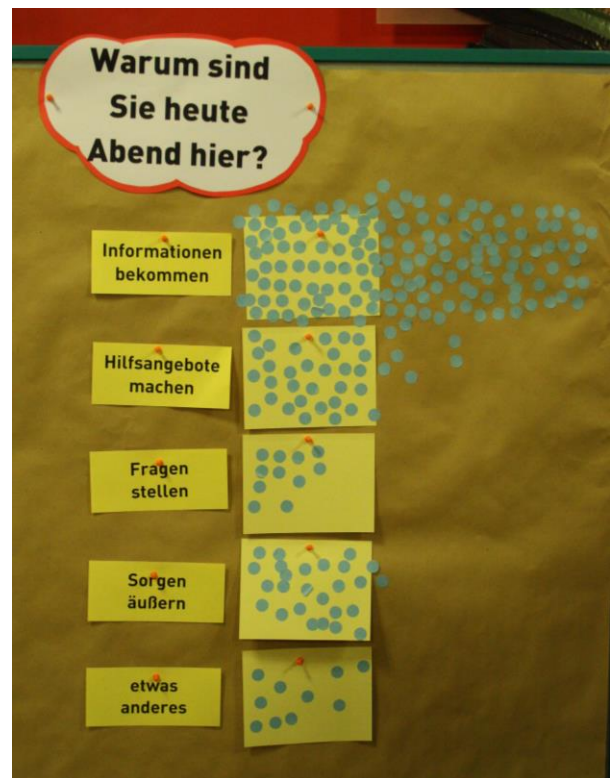 Warum sind
Sie heute
Abend hier?
Informationen
bekommen
Hilfsangebote
machen
Fragen
stellen
Sorgen
äußern
etwas
anderes